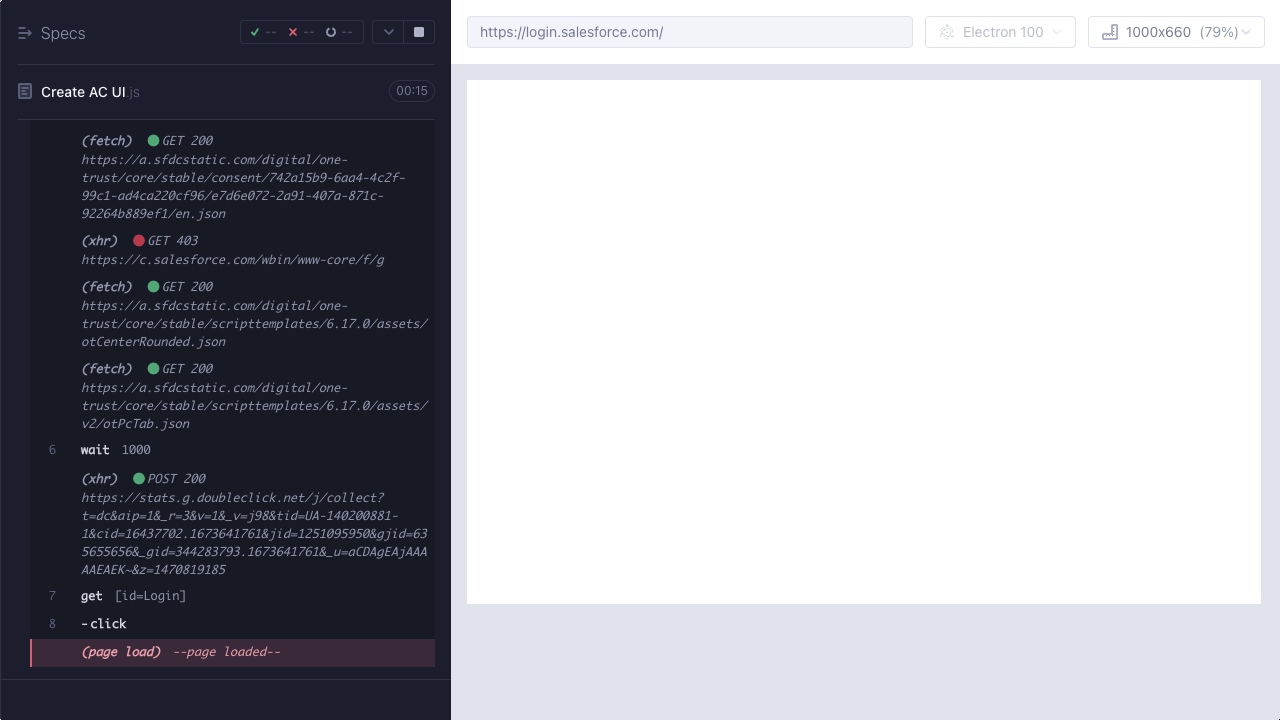 Specs
-- -- --
Create AC UI.js
00:15
(fetch) GET 200
https://a.sfdcstatic.com/digital/one-
trust/core/stable/consent/742a15b9-6aa4-4c2f-
99c1-ad4ca220cf96/e7d6e072-2a91-407a-871c-
92264b889ef1/en.json
(xhr) GET 403
https://c.salesforce.com/wbin/www-core/f/g
(fetch) GET 200
https://a.sfdcstatic.com/digital/one-
trust/core/stable/scripttemplates/6.17.0/assets/
otCenterRounded.json
(fetch) GET 200
https://a.sfdcstatic.com/digital/one-
trust/core/stable/scripttemplates/6.17.0/assets/
v2/otPcTab.json
6 wait 1000
(xhr) POST 200
https://stats.g.doubleclick.net/j/collect?
t=dc&aip=1&_r=3&v=1&_v=j98&tid=UA-140200881-
1&cid=16437702.1673641761&jid=1251095950&gjid=63
5655656&_gid=344283793.1673641761&_u=aCDAgEAjAAA
AAEAEK~&z=1470819185
7 get [id=Login]
8 -click
(page load) --page loaded--
https://login.salesforce.com/
Electron 100
1000x660 (79%)